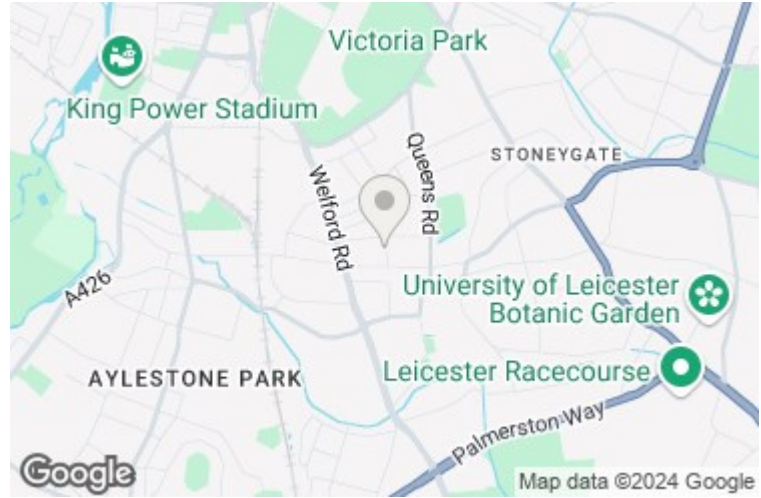 Victoria Park
King Power Stadium
Queens Rd
STONEYGATE
Welford Rd
A426
University of Leicester
Botanic Garden
AYLESTONE PARK
Leicester Racecourse
Palmerston Way
Google
Map data ©2024 Google